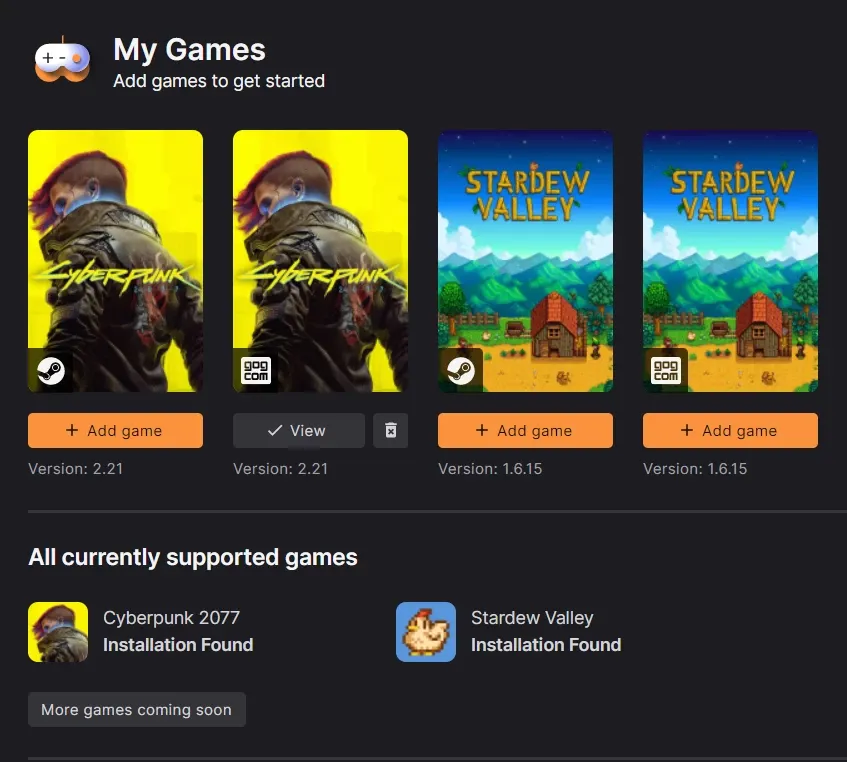 My Games
Add games to get started
CYBERPUNK
CYBERPUNK
STARDEW
VALLEY
STARDEW
VALLEY
GOG
COM
GOG
COM
+ Add game
View
+ Add game
+ Add game
Version: 2.21
Version: 2.21
Version: 1.6.15
Version: 1.6.15
All currently supported games
Cyberpunk 2077
Installation Found
Stardew Valley
Installation Found
More games coming soon